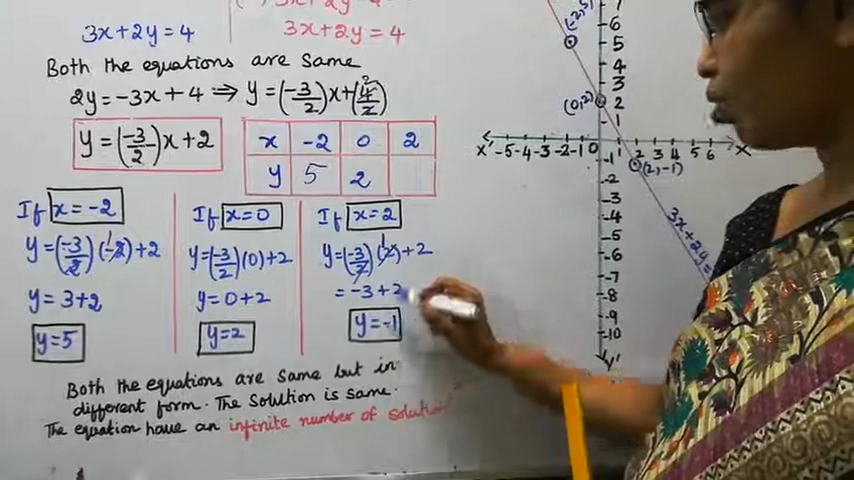 3x+2y=4
3x+2y=4
Both the equations are same
2y=-3x+4 ⇒ y=(-3/2)x+(4/2)
2
y=(-3/2)x+2
x -2 0 2
y 5 2
If x=-2
y=(-3/2)(-2)+2
1
y=3+2
y=5
If x=0
y=(-3/2)(0)+2
y=0+2
y=2
If x=2
y=(-3/2)(2)+2
1
=-3+2
y=-1
Both the equations are same but in
different form. The solution is same.
The equation have an infinite number of solution
6
5
4
3
2
1
(0,2)
x' -5 -4 -3 -2 -1 0 1 2 3 4 5 6 x
(2,-1)
-1
-2
-3
-4
-5
-6
-7
-8
-9
-10
y'
3x+2y=